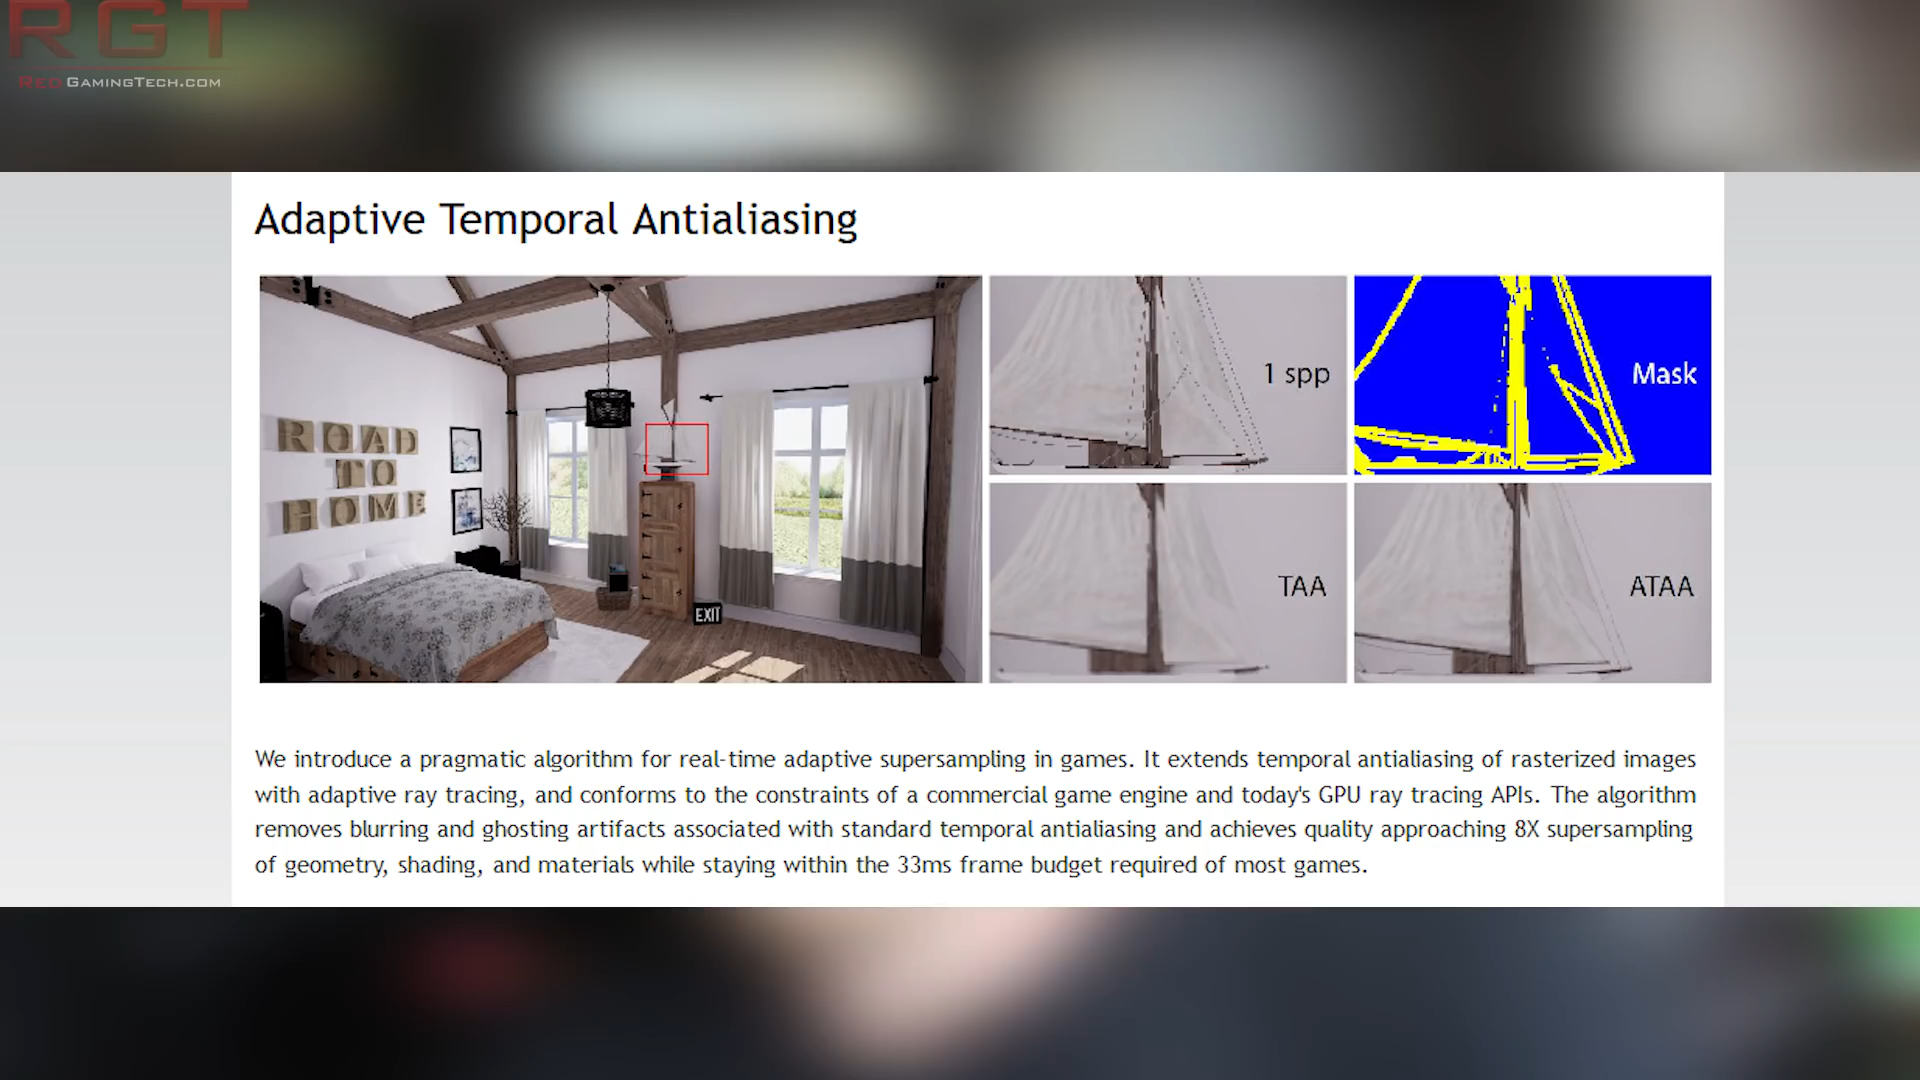 RGT
REDGAMINGTECH.COM
Adaptive Temporal Antialiasing
ROAD
TO
HOME
EXIT
1 spp
Mask
TAA
ATAA
We introduce a pragmatic algorithm for real-time adaptive supersampling in games. It extends temporal antialiasing of rasterized images
with adaptive ray tracing, and conforms to the constraints of a commercial game engine and today's GPU ray tracing APIs. The algorithm
removes blurring and ghosting artifacts associated with standard temporal antialiasing and achieves quality approaching 8X supersampling
of geometry, shading, and materials while staying within the 33ms frame budget required of most games.